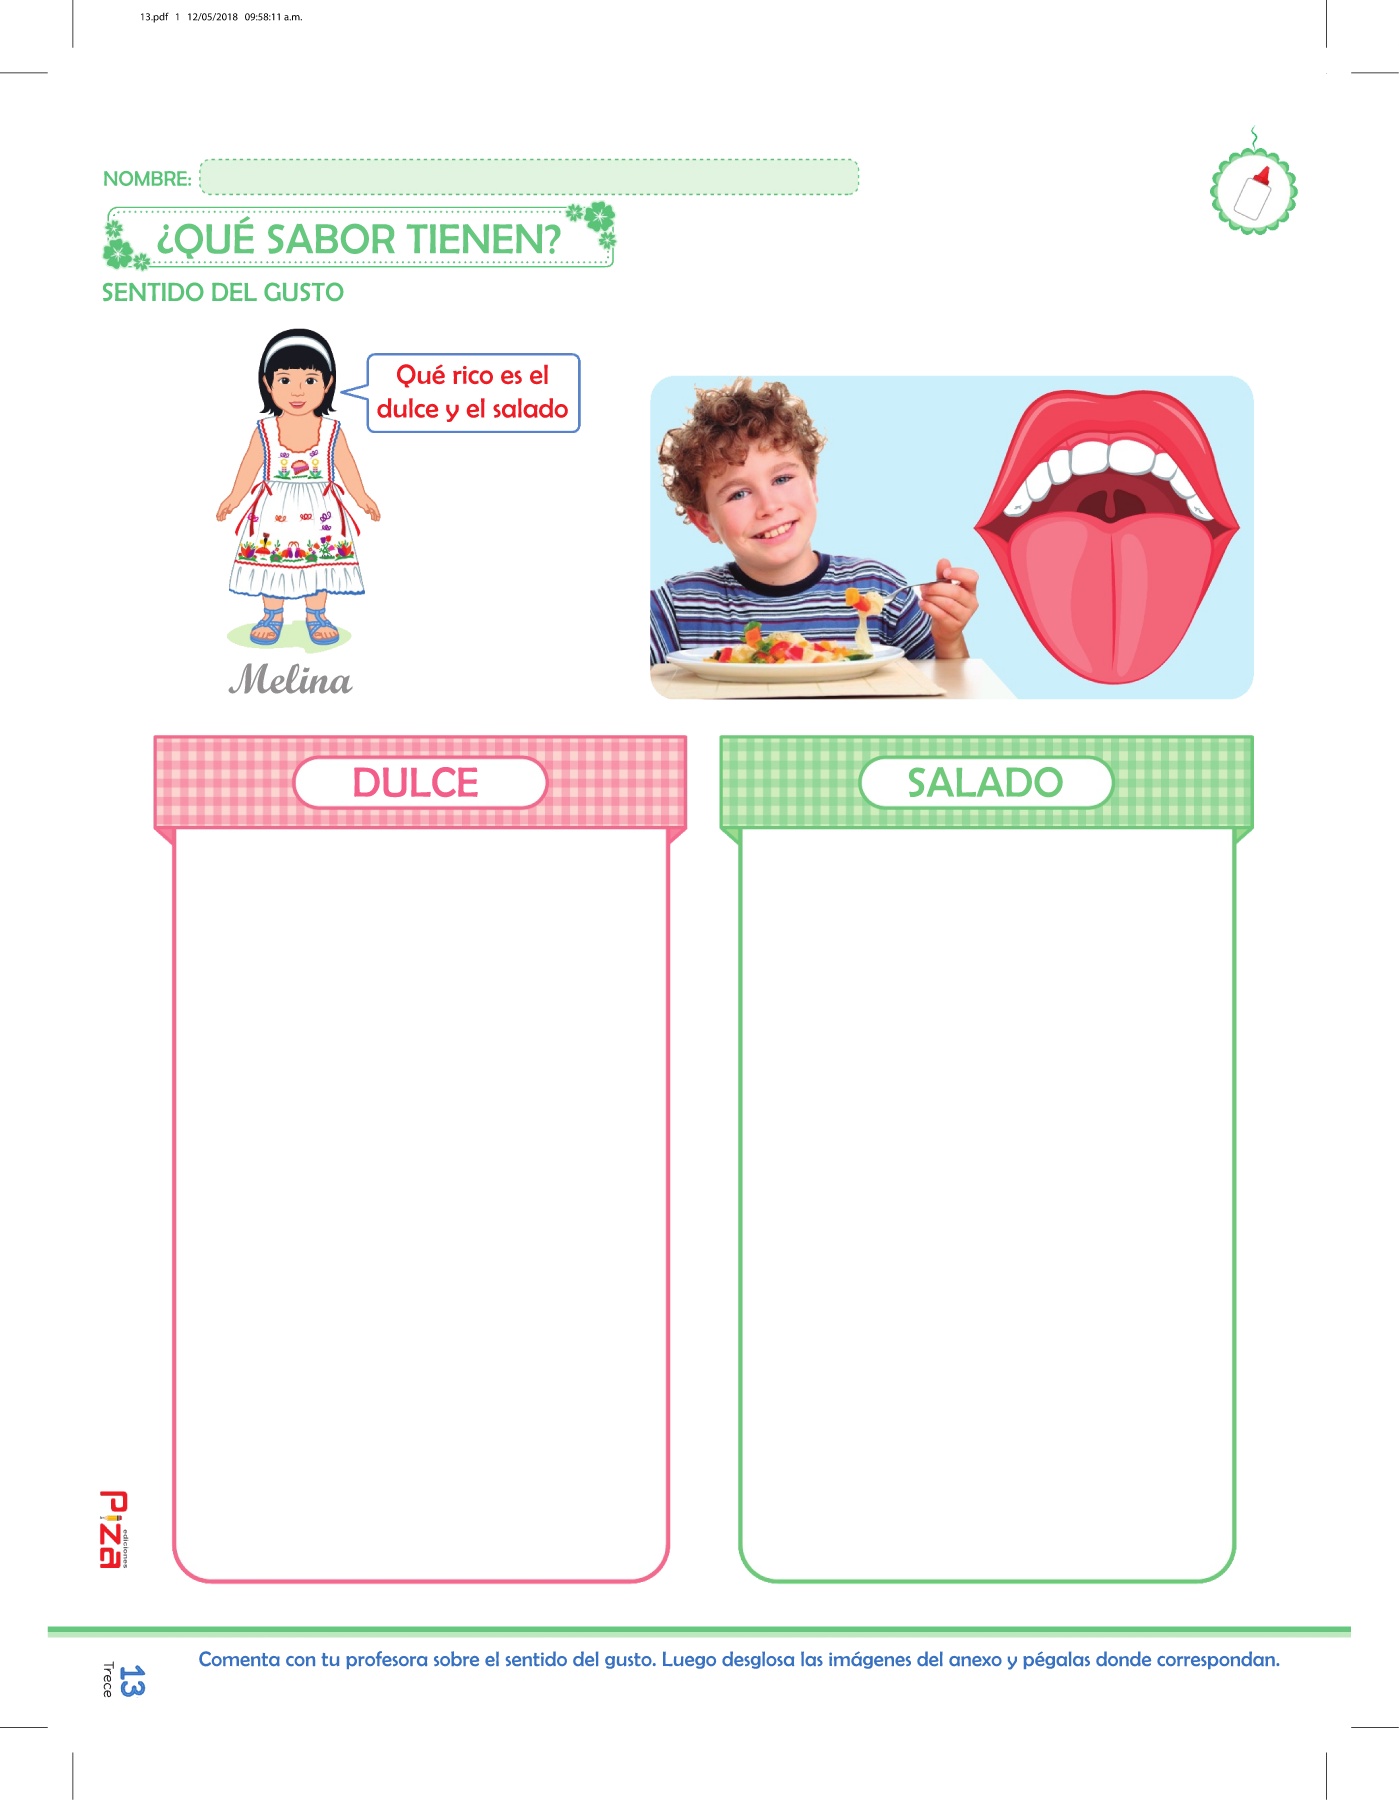 13.pdf 1 12/05/2018 09:58:11 a.m.
NOMBRE:
¿QUÉ SABOR TIENEN?
SENTIDO DEL GUSTO
Qué rico es el
dulce y el salado
Melina
DULCE
SALADO
Piza
ediciones
Comenta con tu profesora sobre el sentido del gusto. Luego desglosa las imágenes del anexo y pégalas donde correspondan.
13
Trece